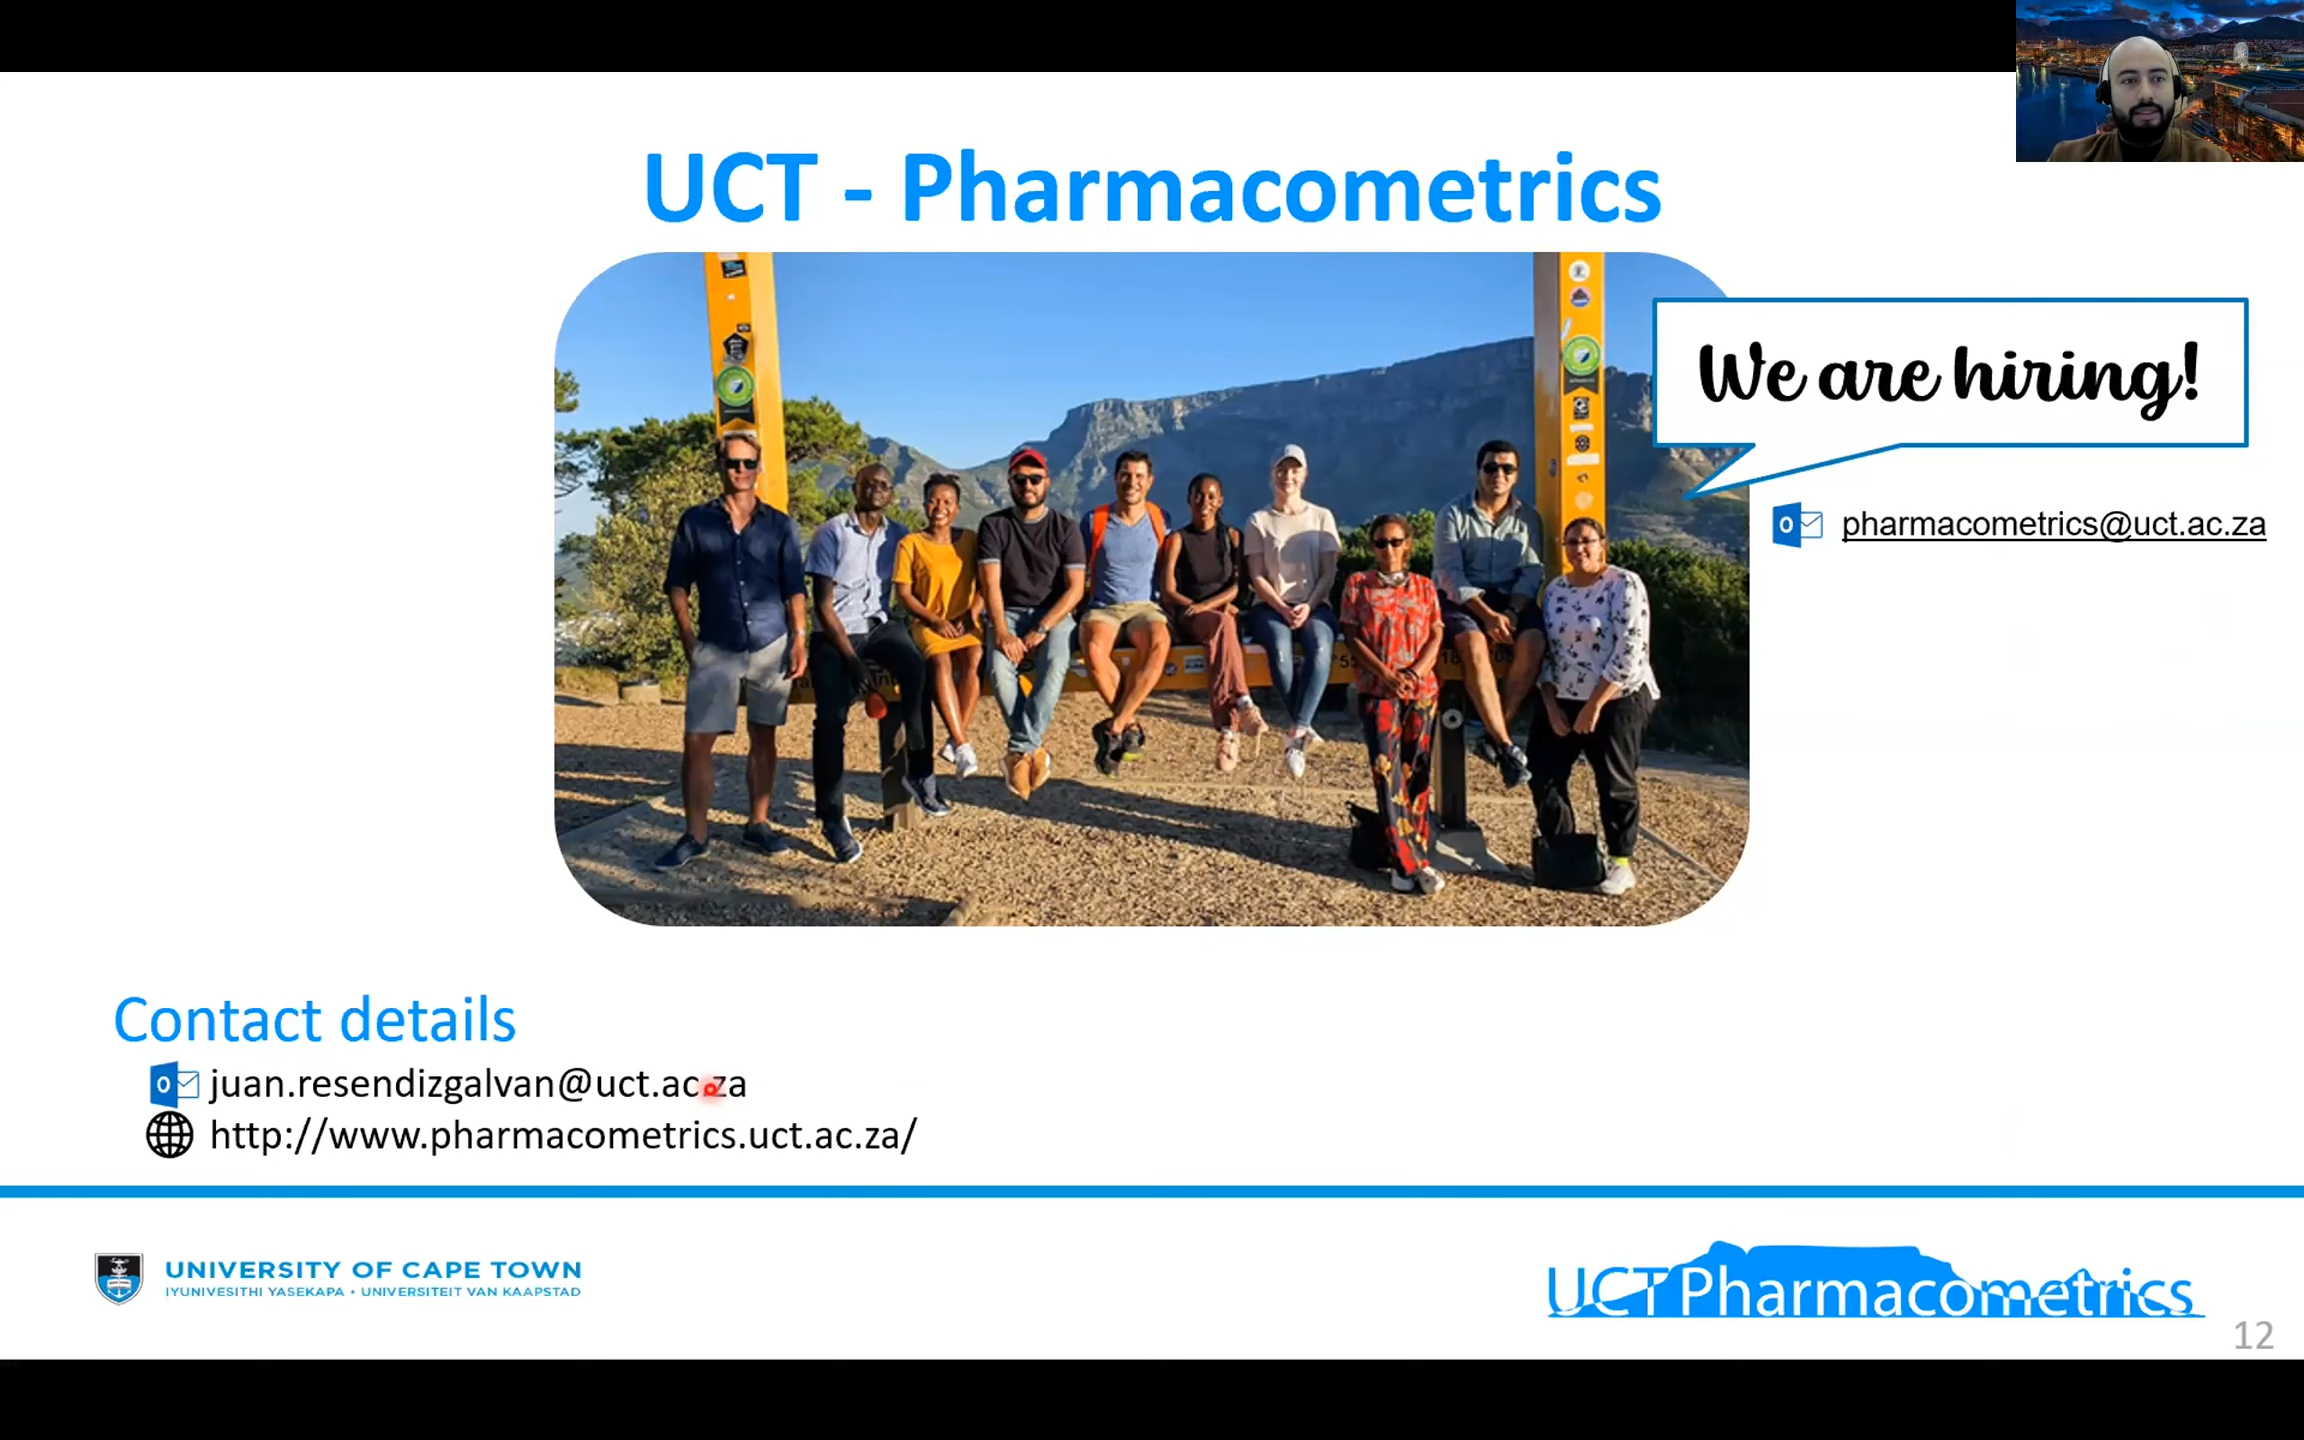 UCT - Pharmacometrics
We are hiring!
pharmacometrics@uct.ac.za
Contact details
juan.resendizgalvan@uct.ac.za
http://www.pharmacometrics.uct.ac.za/
UNIVERSITY OF CAPE TOWN
IYUNIVESITHI YASEKAPA • UNIVERSITEIT VAN KAAPSTAD
UCT Pharmacometrics
12